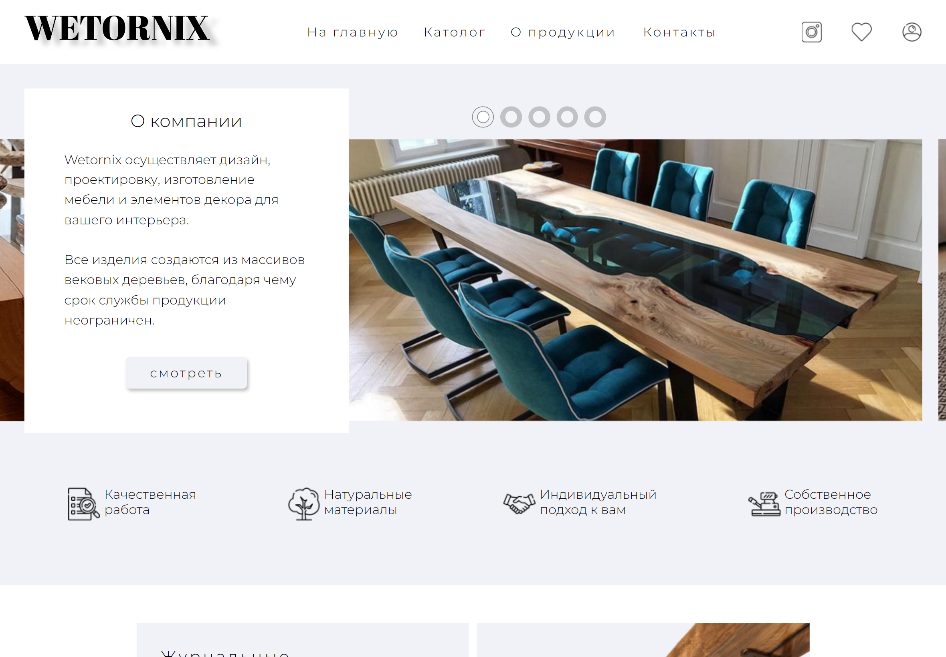 WETORNIX
На главную
Католог
О продукции
Контакты
О компании
Wetornix осуществляет дизайн,
проектировку, изготовление
мебели и элементов декора для
вашего интерьера.
Все изделия создаются из массивов
вековых деревьев, благодаря чему
срок службы продукции
неограничен.
смотреть
Качественная
работа
Натуральные
материалы
Индивидуальный
подход к вам
Собственное
производство
Журнальные